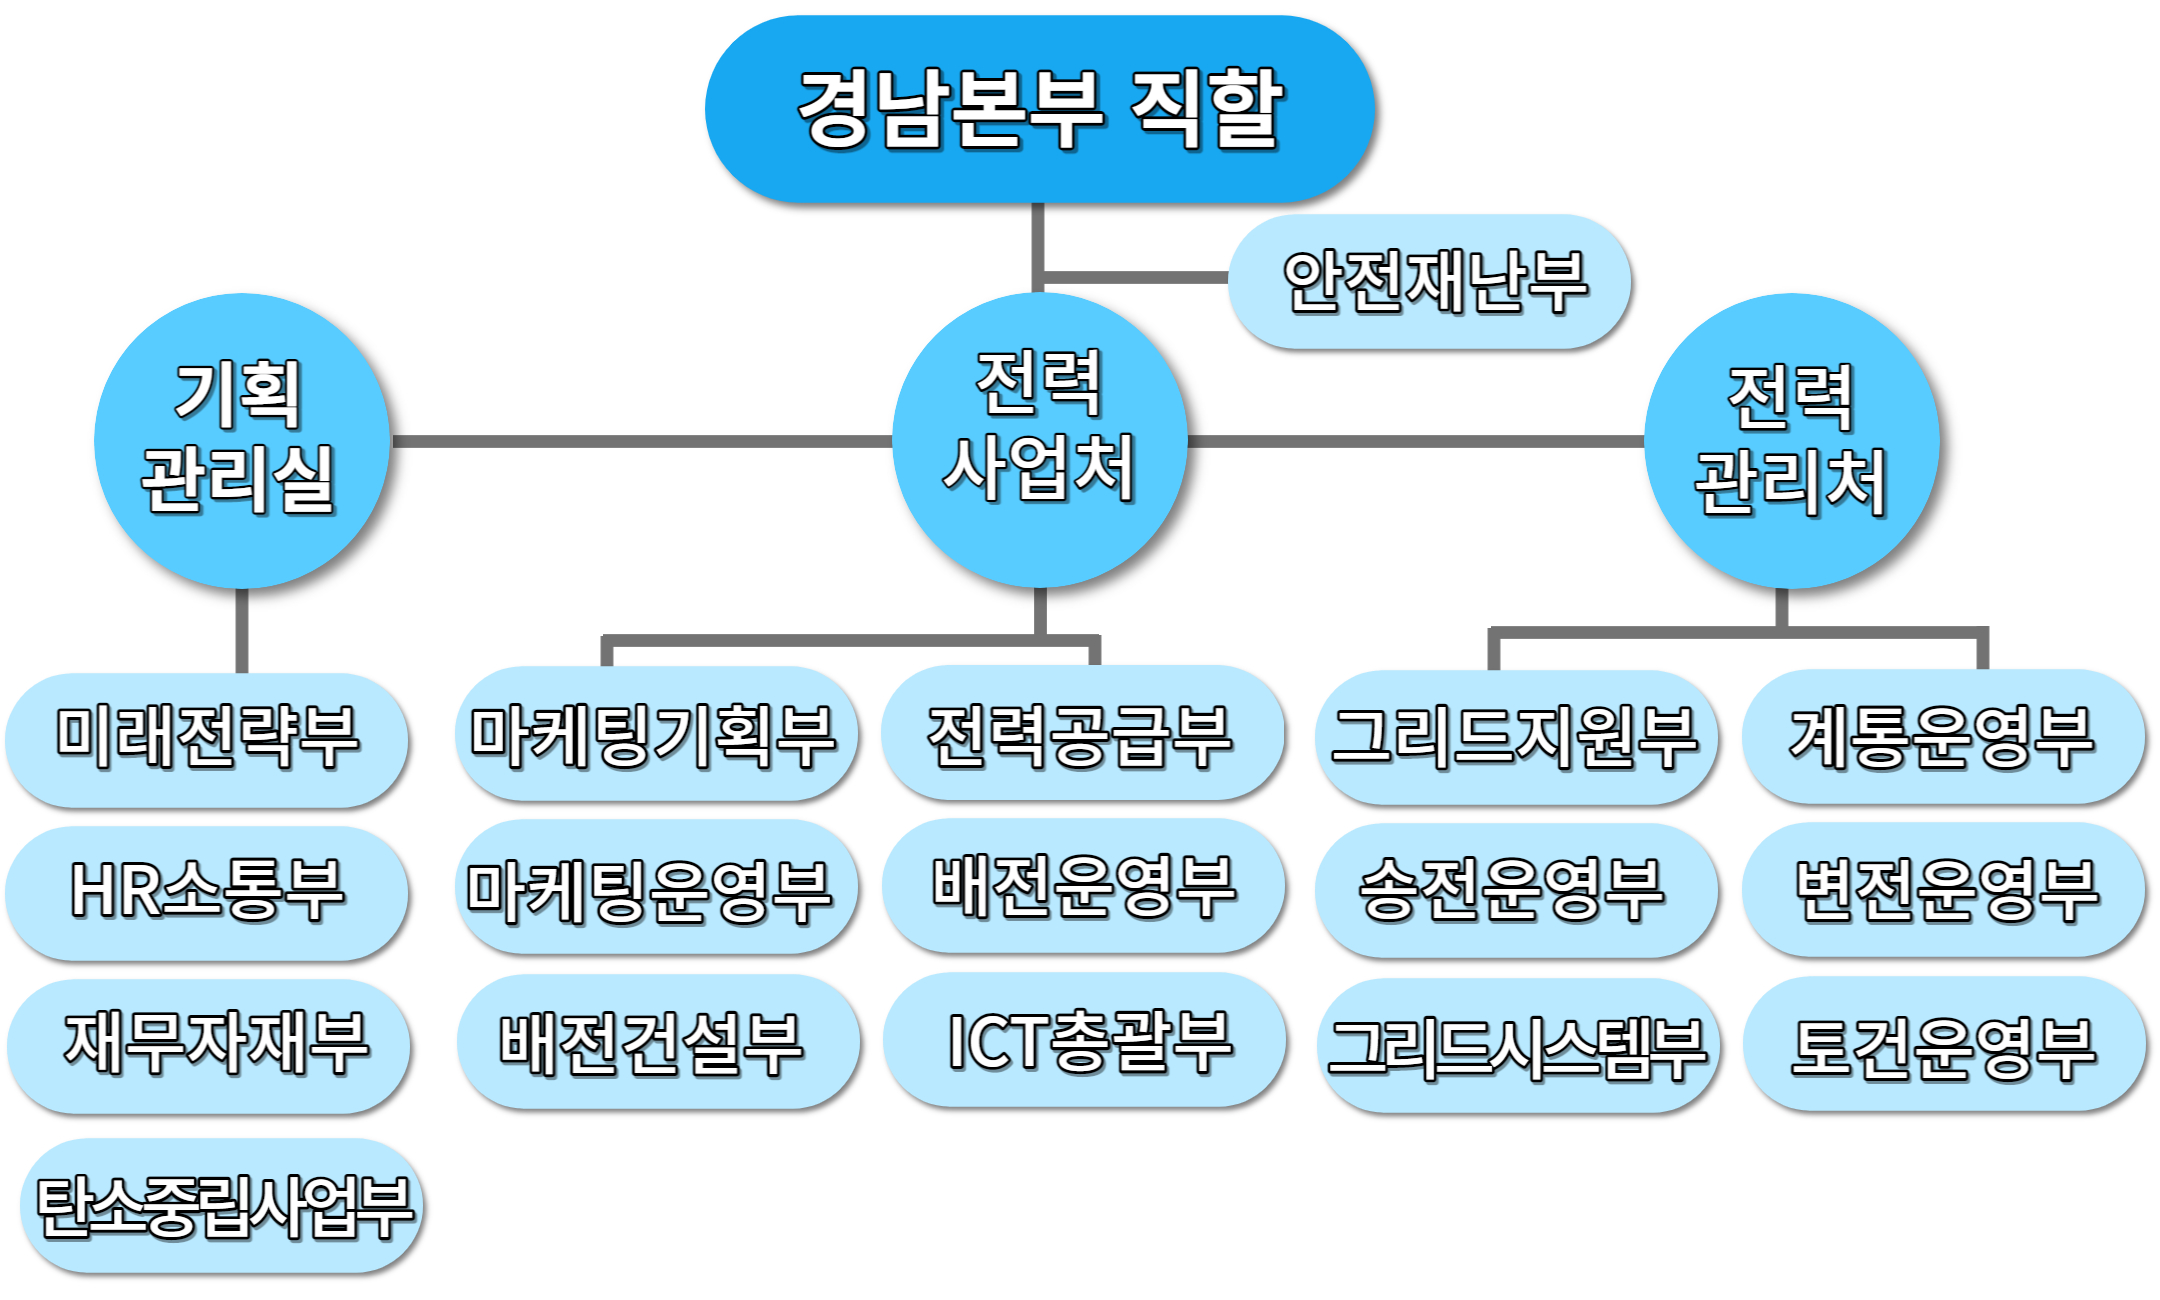 경남본부 직할
안전재난부
기획
관리실
전력
사업처
전력
관리처
미래전략부
마케팅기획부
전력공급부
그리드지원부
계통운영부
HR소통부
마케팅운영부
배전운영부
송전운영부
변전운영부
재무자재부
배전건설부
ICT총괄부
그리드시스템부
토건운영부
탄소중립사업부